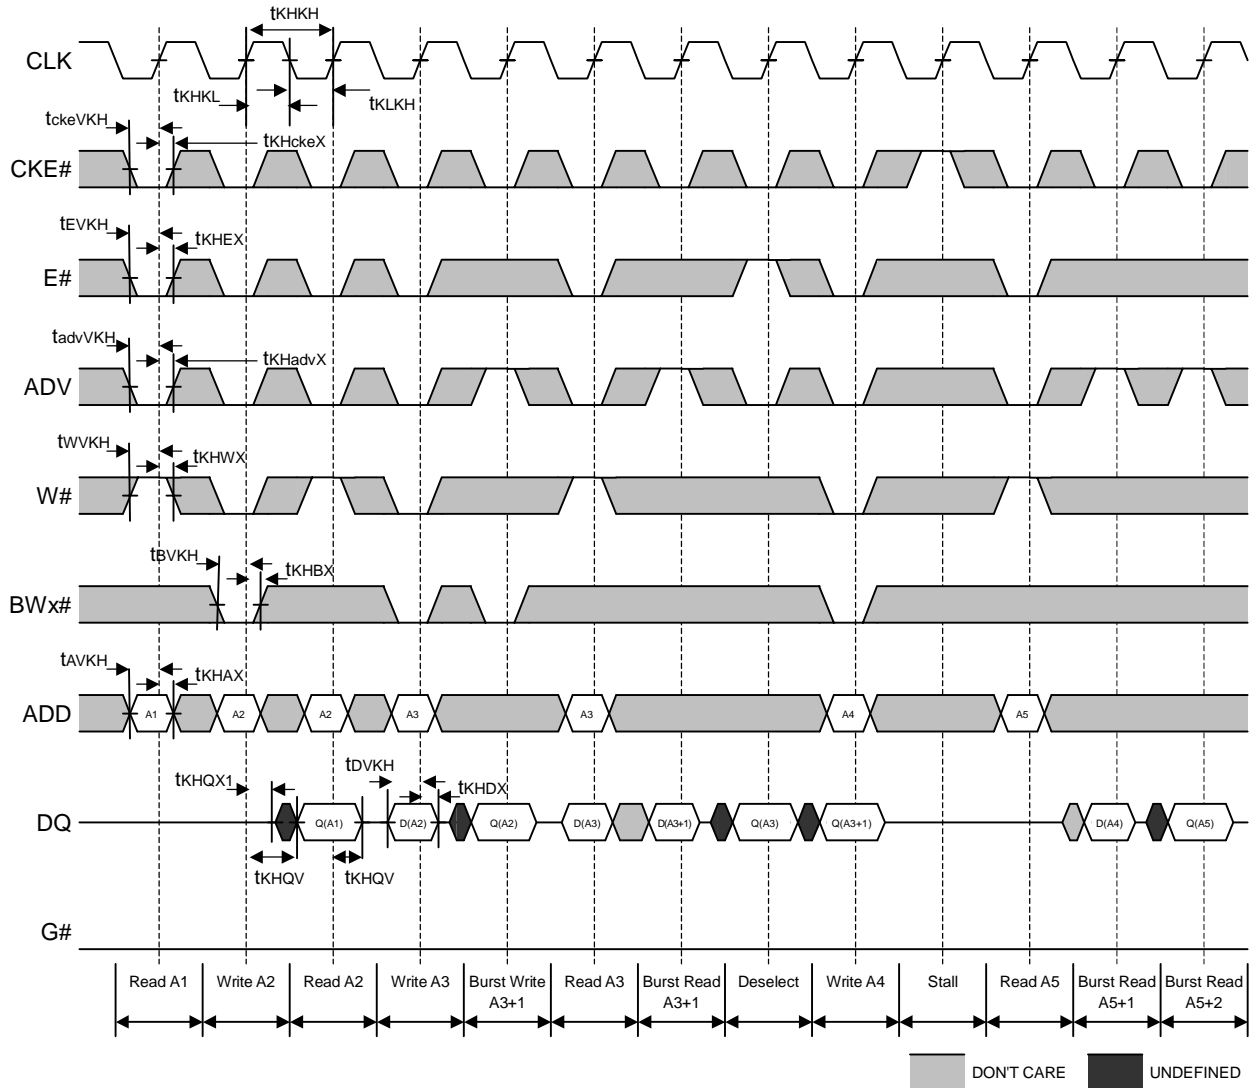 tKHKH
CLK
tKHKL
tKLKH
tckeVKH
tKHckeX
CKE#
tEVKH
tKHEX
E#
tadvVKH
tKHadvX
ADV
tWVKH
tKHWX
W#
tBVKH
tKHBX
BWx#
tAVKH
tKHAX
ADD
A1
A2
A2
A3
A3
A4
A5
tKHQX1
tDVKH
tKHDX
DQ
Q(A1)
D(A2)
Q(A2)
D(A3)
D(A3+1)
Q(A3)
Q(A3+1)
D(A4)
Q(A5)
tKHQV
tKHQV
G#
Read A1
Write A2
Read A2
Write A3
Burst Write
A3+1
Read A3
Burst Read
A3+1
Deselect
Write A4
Stall
Read A5
Burst Read
A5+1
Burst Read
A5+2
DON'T CARE
UNDEFINED